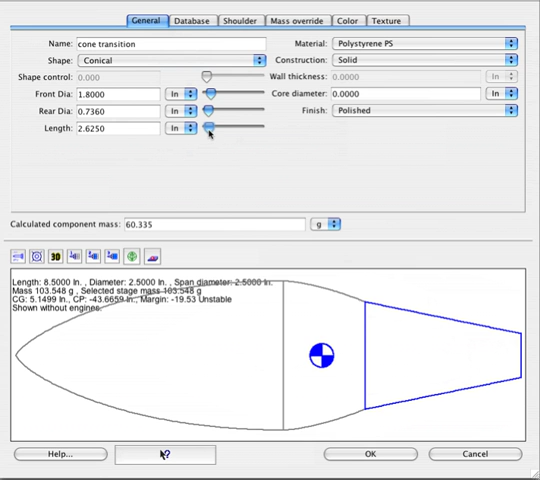 General Database Shoulder Mass override Color Texture
Name: cone transition Material: Polystyrene PS
Shape: Conical Construction: Solid
Shape control: 0.000 Wall thickness: 0.0000 In
Front Dia: 1.8000 In Core diameter: 0.0000 In
Rear Dia: 0.7360 In Finish: Polished
Length: 2.6250 In
Calculated component mass: 60.335 g
3D
Length: 8.5000 In. , Diameter: 2.5000 In. , Span diameter: 2.5000 In.
Mass 103.548 g , Selected stage mass 103.548 g
CG: 5.1499 In., CP: -43.6659 In., Margin: -19.53 Unstable
Shown without engines.
Help... ? OK Cancel